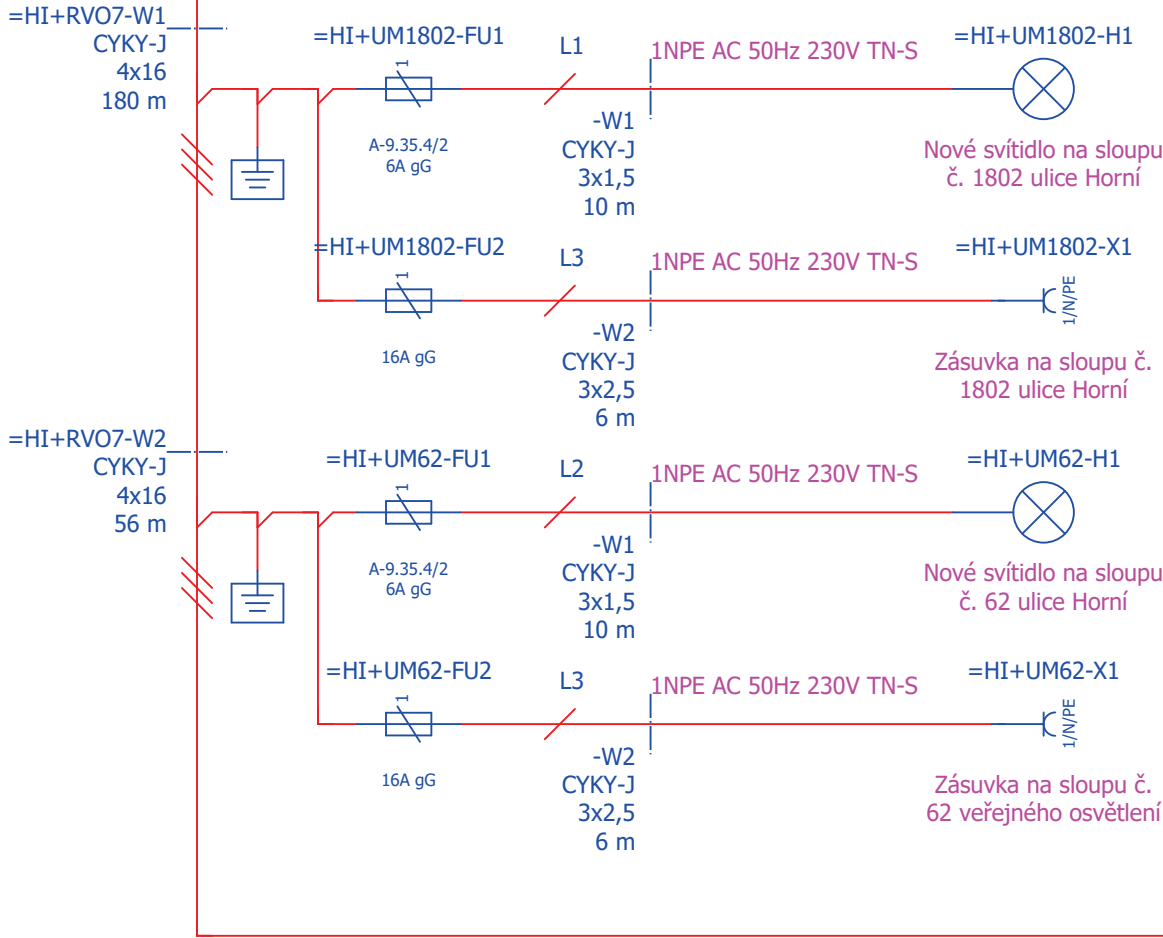 =HI+RVO7-W1
CYKY-J
4x16
180 m
=HI+UM1802-FU1
1
A-9.35.4/2
6A gG
L1
1NPE AC 50Hz 230V TN-S
-W1
CYKY-J
3x1,5
10 m
=HI+UM1802-H1
Nové svítidlo na sloupu
č. 1802 ulice Horní
=HI+UM1802-FU2
1
16A gG
L3
1NPE AC 50Hz 230V TN-S
-W2
CYKY-J
3x2,5
6 m
=HI+UM1802-X1
1/N/PE
Zásuvka na sloupu č.
1802 ulice Horní
=HI+RVO7-W2
CYKY-J
4x16
56 m
=HI+UM62-FU1
1
A-9.35.4/2
6A gG
L2
1NPE AC 50Hz 230V TN-S
-W1
CYKY-J
3x1,5
10 m
=HI+UM62-H1
Nové svítidlo na sloupu
č. 62 ulice Horní
=HI+UM62-FU2
1
16A gG
L3
1NPE AC 50Hz 230V TN-S
-W2
CYKY-J
3x2,5
6 m
=HI+UM62-X1
1/N/PE
Zásuvka na sloupu č.
62 veřejného osvětlení